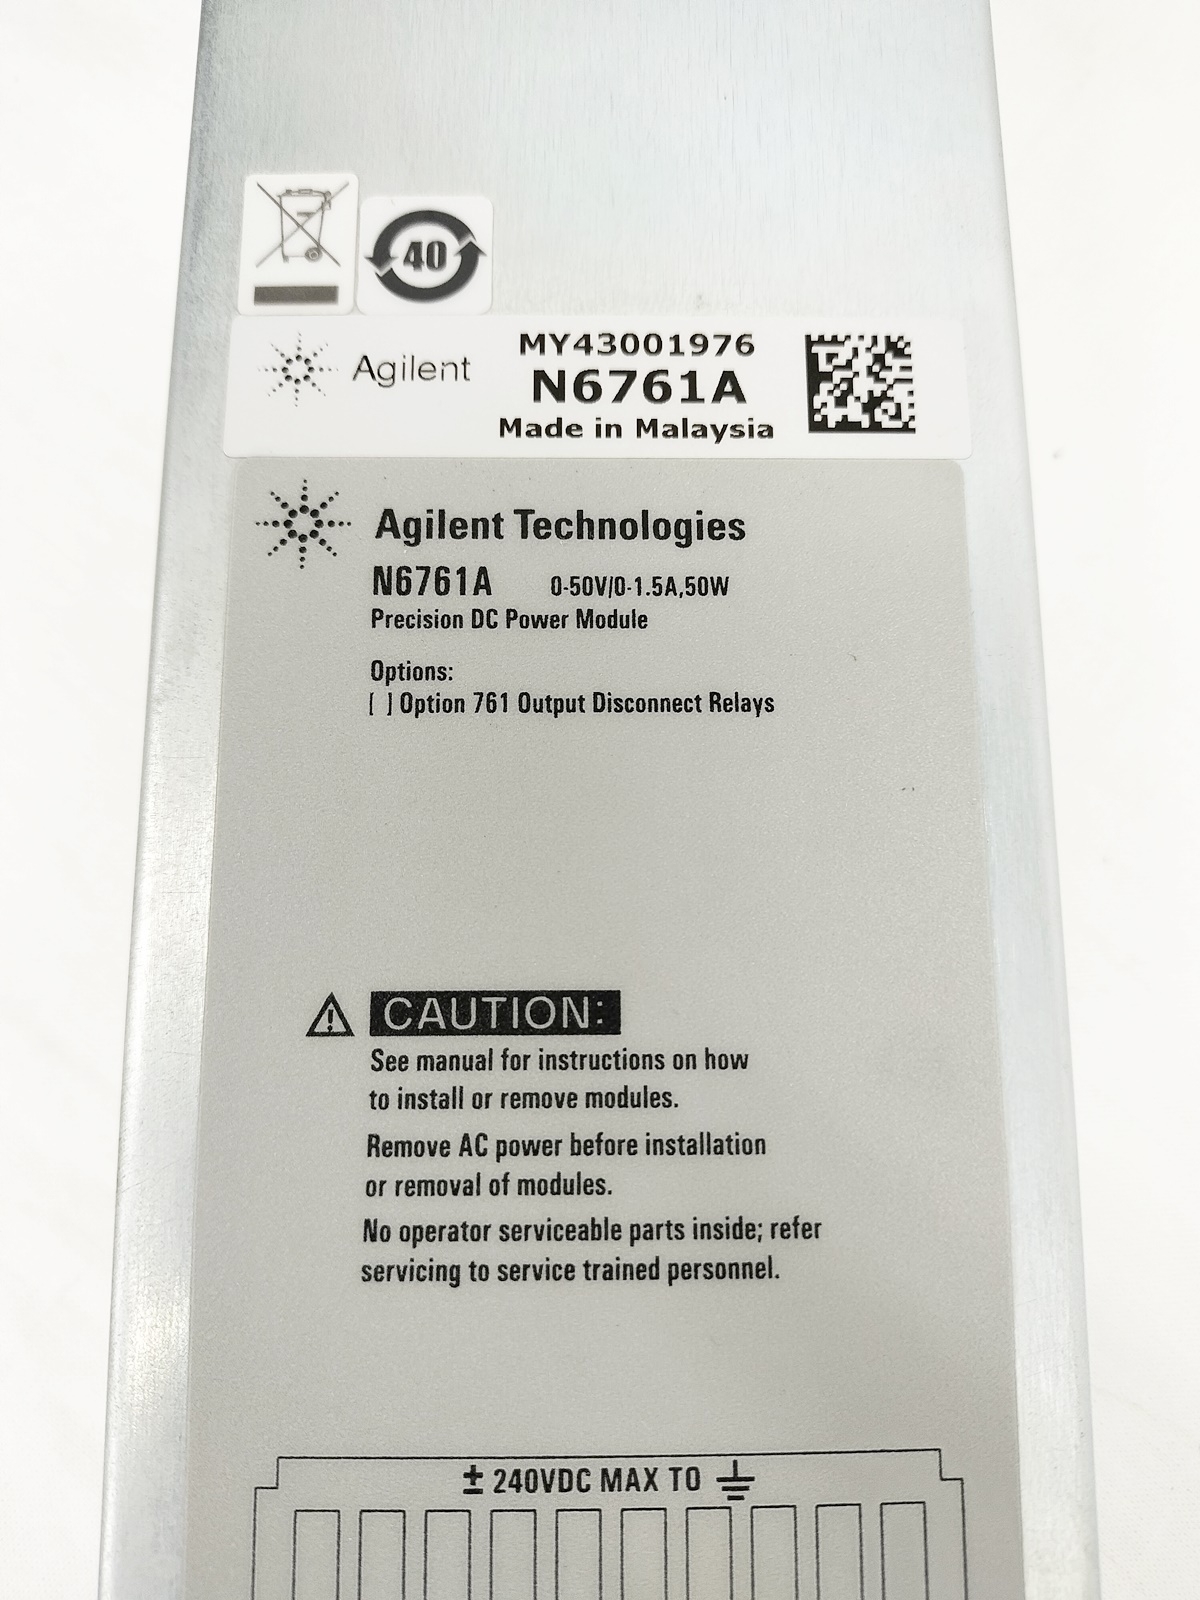 40
Agilent
MY43001976
N6761A
Made in Malaysia
Agilent Technologies
N6761A 0-50V/0-1.5A,50W
Precision DC Power Module
Options:
[ ] Option 761 Output Disconnect Relays
CAUTION:
See manual for instructions on how
to install or remove modules.
Remove AC power before installation
or removal of modules.
No operator serviceable parts inside; refer
servicing to service trained personnel.
± 240VDC MAX TO ⏚